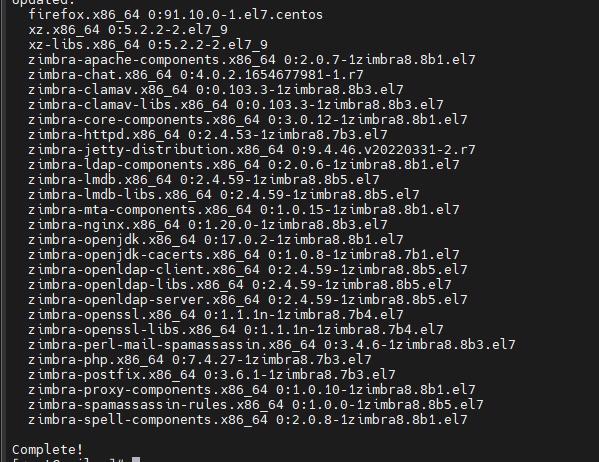 Updated:
firefox.x86_64 0:91.10.0-1.el7.centos
xz.x86_64 0:5.2.2-2.el7_9
xz-libs.x86_64 0:5.2.2-2.el7_9
zimbra-apache-components.x86_64 0:2.0.7-1zimbra8.8b1.el7
zimbra-chat.x86_64 0:4.0.2.1654677981-1.r7
zimbra-clamav.x86_64 0:0.103.3-1zimbra8.8b3.el7
zimbra-clamav-libs.x86_64 0:0.103.3-1zimbra8.8b3.el7
zimbra-core-components.x86_64 0:3.0.12-1zimbra8.8b1.el7
zimbra-httpd.x86_64 0:2.4.53-1zimbra8.7b3.el7
zimbra-jetty-distribution.x86_64 0:9.4.46.v20220331-2.r7
zimbra-ldap-components.x86_64 0:2.0.6-1zimbra8.8b1.el7
zimbra-lmdb.x86_64 0:2.4.59-1zimbra8.8b5.el7
zimbra-lmdb-libs.x86_64 0:2.4.59-1zimbra8.8b5.el7
zimbra-mta-components.x86_64 0:1.0.15-1zimbra8.8b1.el7
zimbra-nginx.x86_64 0:1.20.0-1zimbra8.8b3.el7
zimbra-openjdk.x86_64 0:17.0.2-1zimbra8.8b1.el7
zimbra-openjdk-cacerts.x86_64 0:1.0.8-1zimbra8.7b1.el7
zimbra-openldap-client.x86_64 0:2.4.59-1zimbra8.8b5.el7
zimbra-openldap-libs.x86_64 0:2.4.59-1zimbra8.8b5.el7
zimbra-openldap-server.x86_64 0:2.4.59-1zimbra8.8b5.el7
zimbra-openssl.x86_64 0:1.1.1n-1zimbra8.7b4.el7
zimbra-openssl-libs.x86_64 0:1.1.1n-1zimbra8.7b4.el7
zimbra-perl-mail-spamassassin.x86_64 0:3.4.6-1zimbra8.8b3.el7
zimbra-php.x86_64 0:7.4.27-1zimbra8.7b3.el7
zimbra-postfix.x86_64 0:3.6.1-1zimbra8.7b3.el7
zimbra-proxy-components.x86_64 0:1.0.10-1zimbra8.8b1.el7
zimbra-spamassassin-rules.x86_64 0:1.0.0-1zimbra8.8b5.el7
zimbra-spell-components.x86_64 0:2.0.8-1zimbra8.8b1.el7
Complete!